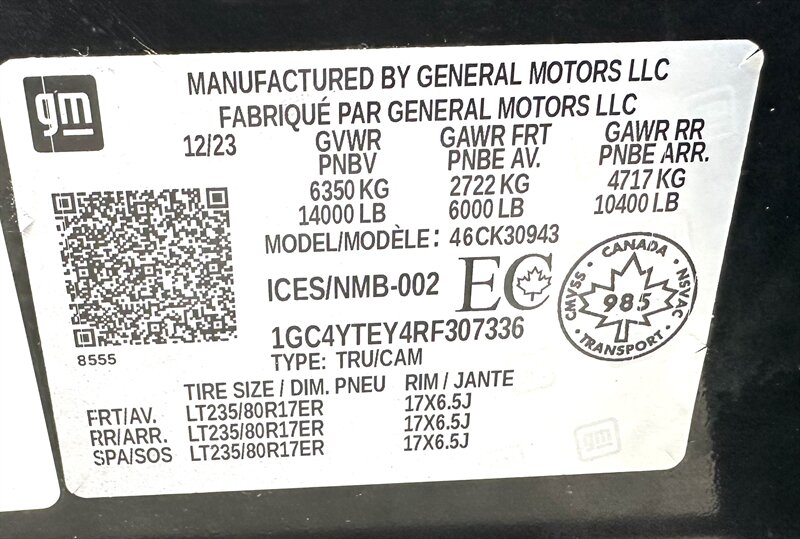 gm
MANUFACTURED BY GENERAL MOTORS LLC
FABRIQUÉ PAR GENERAL MOTORS LLC
12/23 GVWR GAWR FRT GAWR RR
PNBV PNBE AV. PNBE ARR.
6350 KG 2722 KG 4717 KG
14000 LB 6000 LB 10400 LB
MODEL/MODÈLE: 46CK30943
ICES/NMB-002 EC
CANADA
CMVSS · 985 · NSVAC
TRANSPORT
1GC4YTEY4RF307336
8555
TYPE: TRU/CAM
TIRE SIZE / DIM. PNEU RIM / JANTE
FRT/AV. LT235/80R17ER 17X6.5J
RR/ARR. LT235/80R17ER 17X6.5J
SPA/SOS LT235/80R17ER 17X6.5J
gm